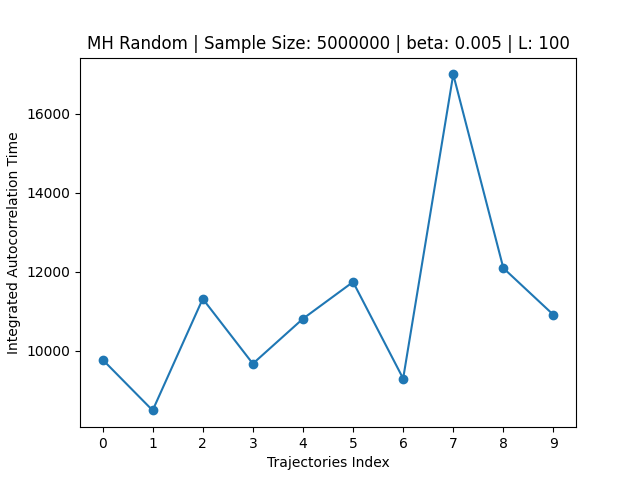 MH Random | Sample Size: 5000000 | beta: 0.005 | L: 100
Integrated Autocorrelation Time
16000
14000
12000
10000
0 1 2 3 4 5 6 7 8 9
Trajectories Index